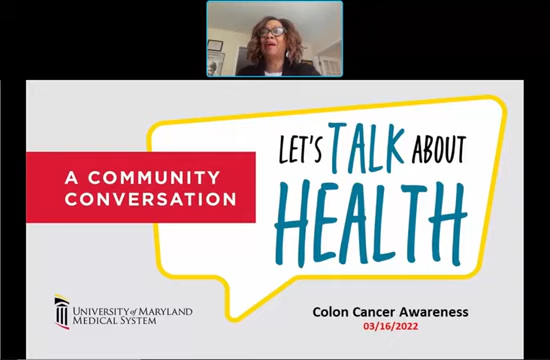 LET'S TALK ABOUT
HEALTH
A COMMUNITY
CONVERSATION
UNIVERSITY of MARYLAND
MEDICAL SYSTEM
Colon Cancer Awareness
03/16/2022